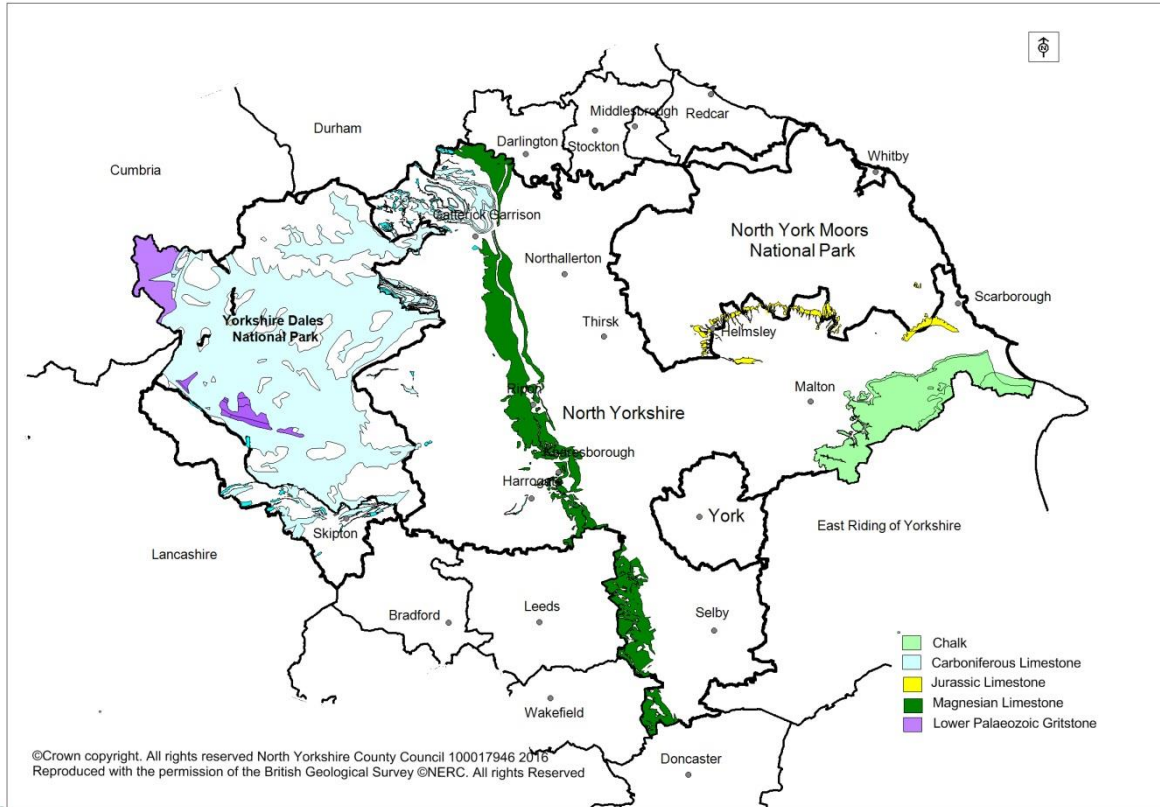 N
Durham
Middlesbrough
Redcar
Darlington
Stockton
Cumbria
Whitby
Catterick Garrison
North York Moors
National Park
Northallerton
Scarborough
Yorkshire Dales
National Park
Thirsk
Helmsley
Ripon
Malton
North Yorkshire
Knaresborough
Harrogate
York
East Riding of Yorkshire
Skipton
Lancashire
Bradford
Leeds
Selby
Chalk
Carboniferous Limestone
Jurassic Limestone
Magnesian Limestone
Lower Palaeozoic Gritstone
Wakefield
Doncaster
©Crown copyright. All rights reserved North Yorkshire County Council 100017946 2016
Reproduced with the permission of the British Geological Survey ©NERC. All rights Reserved